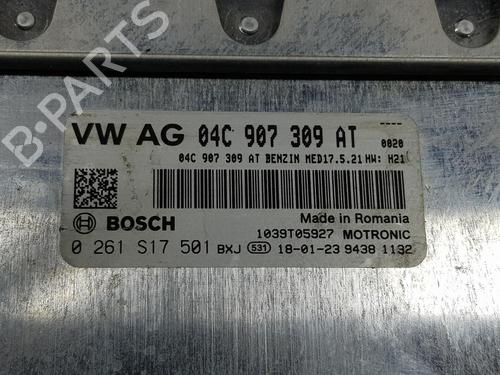 VW AG 04C 907 309 AT
0020
04C 907 309 AT BENZIN MED17.5.21 HW: H21
Made in Romania
BOSCH
1039T05927 MOTRONIC
0 261 S17 501 BXJ 531 18-01-23 9438 1132
B-PARTS